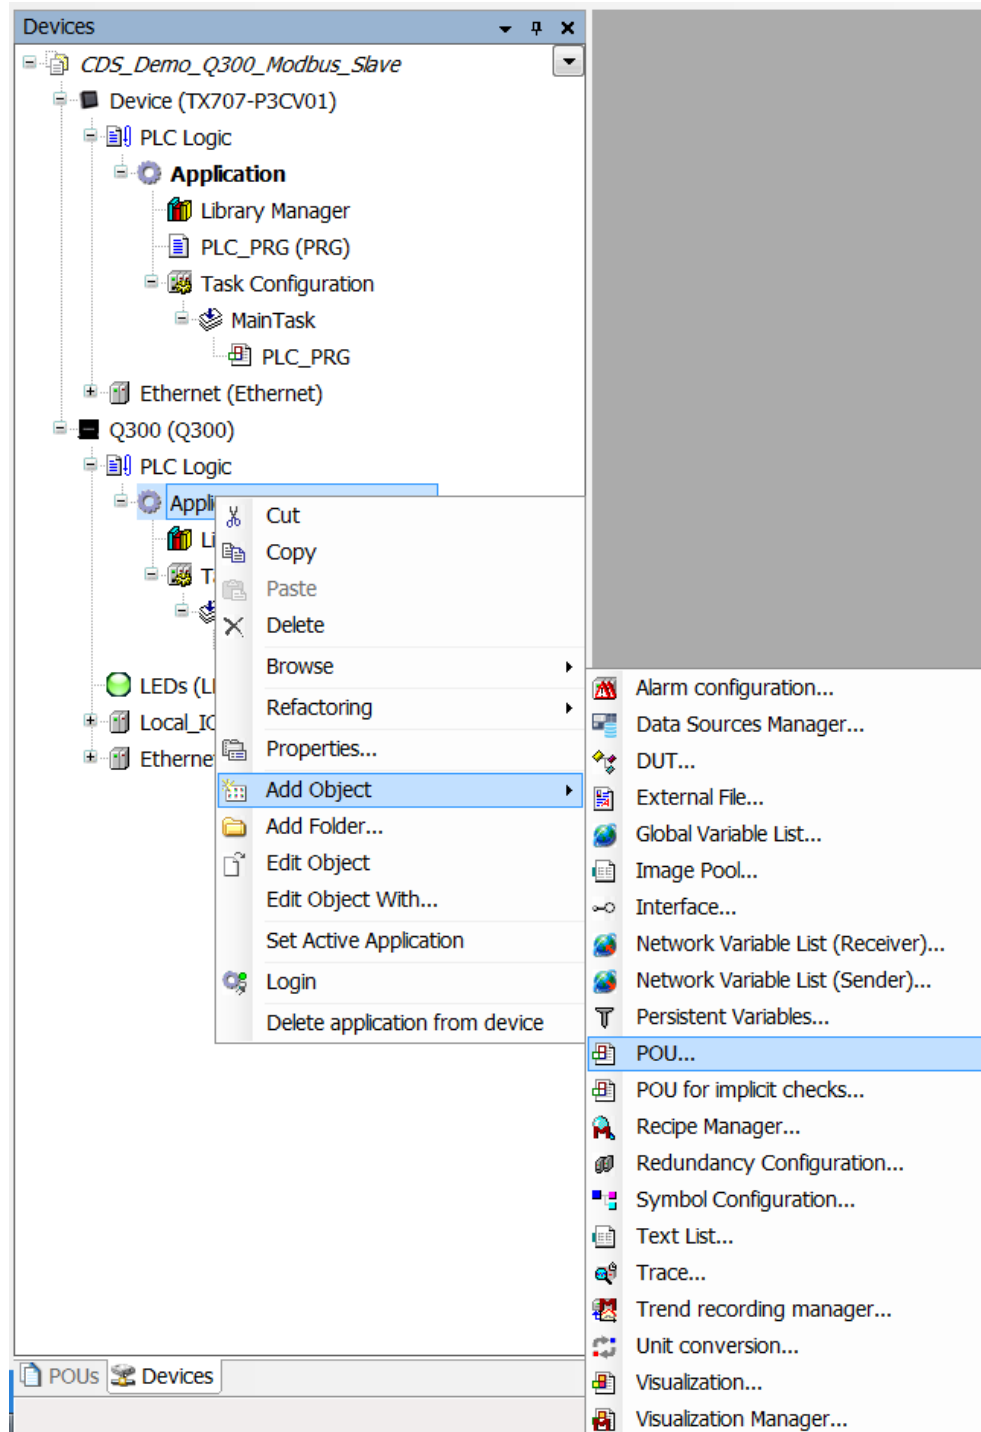 Devices
CDS_Demo_Q300_Modbus_Slave
Device (TX707-P3CV01)
PLC Logic
Application
Library Manager
PLC_PRG (PRG)
Task Configuration
MainTask
PLC_PRG
Ethernet (Ethernet)
Q300 (Q300)
PLC Logic
Appli
Li
T
LEDs (L
Local_IO
Etherne
Cut
Copy
Paste
Delete
Browse
Refactoring
Properties...
Add Object
Add Folder...
Edit Object
Edit Object With...
Set Active Application
Login
Delete application from device
Alarm configuration...
Data Sources Manager...
DUT...
External File...
Global Variable List...
Image Pool...
Interface...
Network Variable List (Receiver)...
Network Variable List (Sender)...
Persistent Variables...
POU...
POU for implicit checks...
Recipe Manager...
Redundancy Configuration...
Symbol Configuration...
Text List...
Trace...
Trend recording manager...
Unit conversion...
Visualization...
Visualization Manager...
POUs Devices